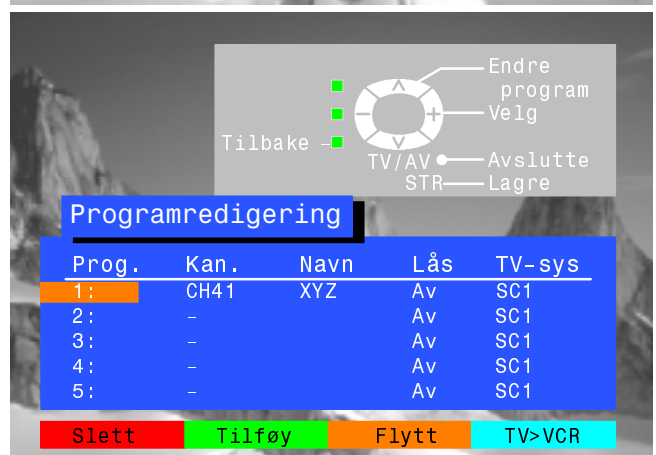 Endre
program
Velg
Tilbake
TV/AV Avslutte
STR Lagre
Programredigering
Prog. Kan. Navn Lås TV-sys
1: CH41 XYZ Av SC1
2: – Av SC1
3: – Av SC1
4: – Av SC1
5: – Av SC1
Slett Tilføy Flytt TV>VCR